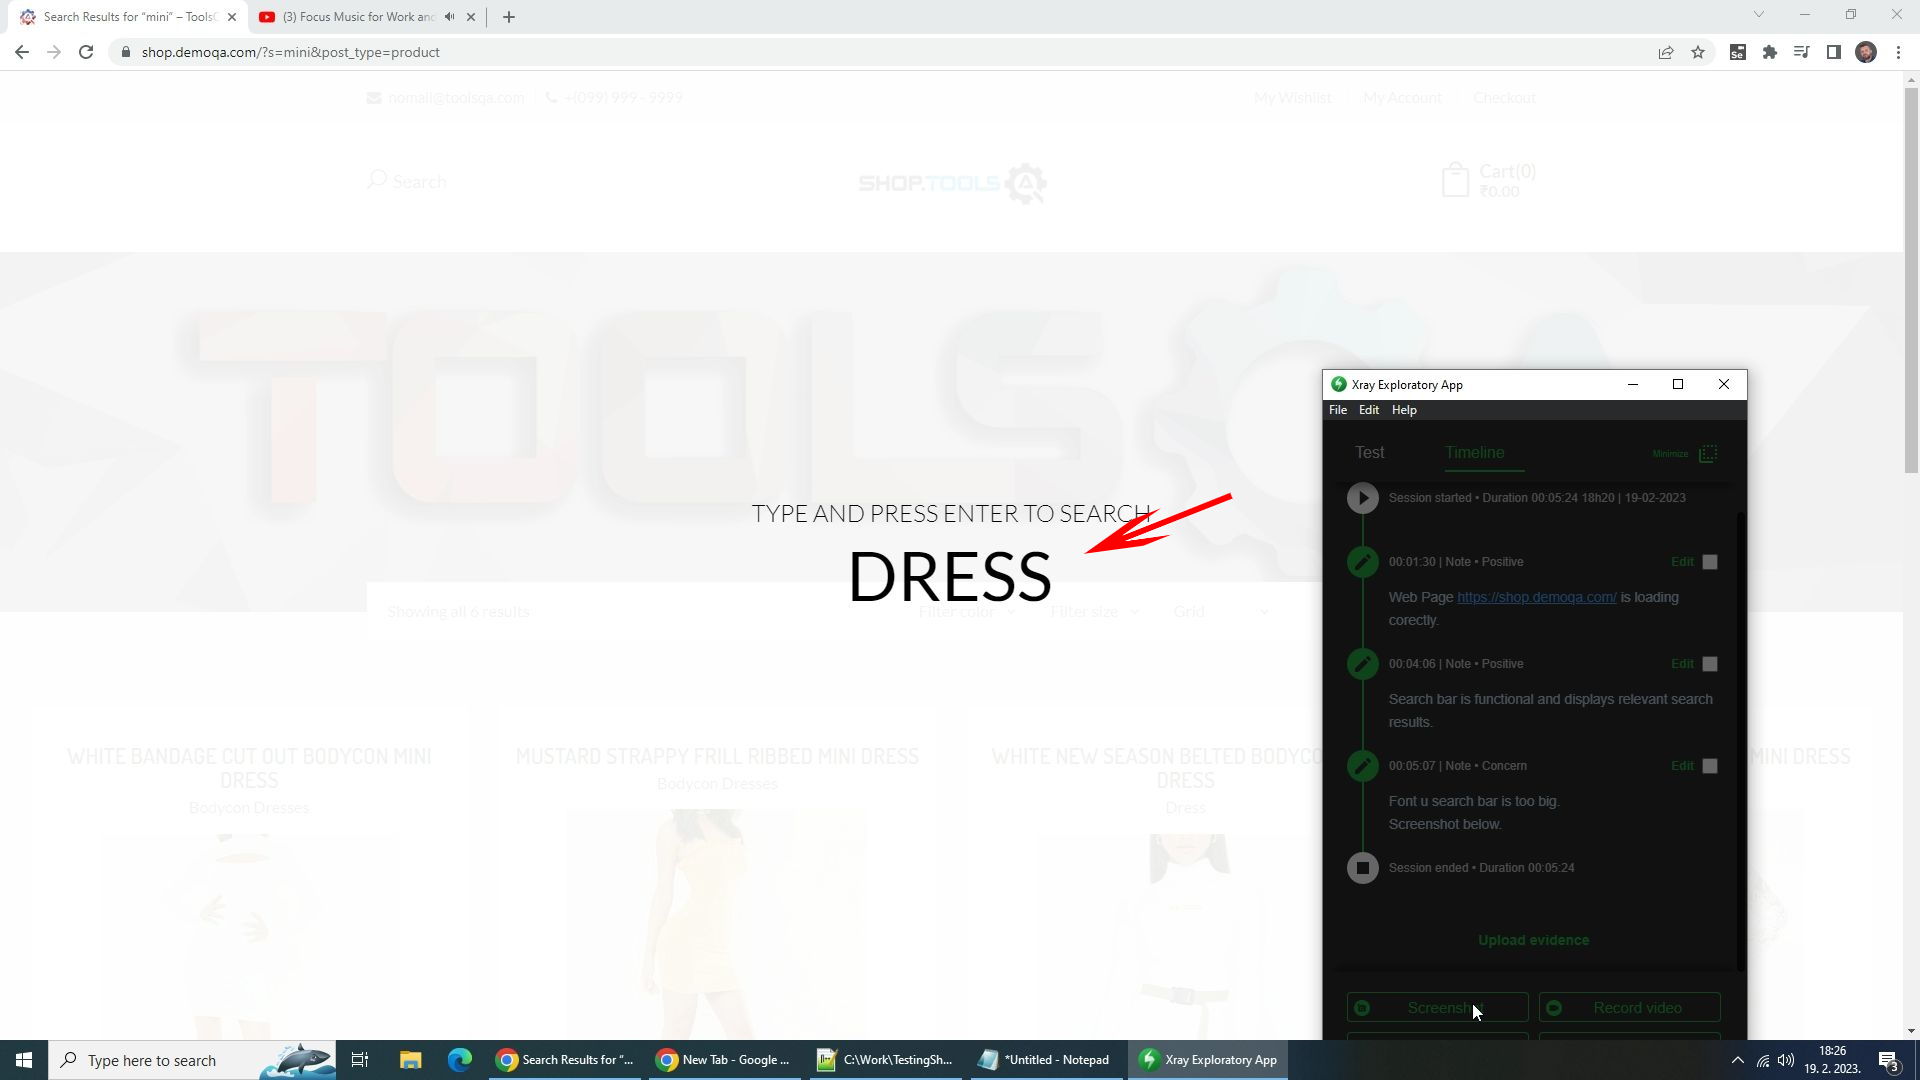 Search Results for "mini" – ToolsQ
(3) Focus Music for Work and
shop.demoqa.com/?s=mini&post_type=product
Se
nomail@toolsqa.com
+(099) 999 - 9999
My Wishlist
My Account
Checkout
Search
SHOP.TOOLS
Cart(0)
₹0.00
TOOLS QA
TYPE AND PRESS ENTER TO SEARCH
DRESS
Showing all 6 results
Filter color
Filter size
Grid
WHITE BANDAGE CUT OUT BODYCON MINI
DRESS
Bodycon Dresses
MUSTARD STRAPPY FRILL RIBBED MINI DRESS
Bodycon Dresses
WHITE NEW SEASON BELTED BODYCO
DRESS
Dress
MINI DRESS
Xray Exploratory App
File Edit Help
Test
Timeline
Minimize
Session started • Duration 00:05:24 18h20 | 19-02-2023
00:01:30 | Note • Positive
Edit
Web Page https://shop.demoqa.com/ is loading
corectly.
00:04:06 | Note • Positive
Edit
Search bar is functional and displays relevant search
results.
00:05:07 | Note • Concern
Edit
Font u search bar is too big.
Screenshot below.
Session ended • Duration 00:05:24
Upload evidence
Screenshot
Record video
Type here to search
Search Results for "...
New Tab - Google ...
C:\Work\TestingSh...
*Untitled - Notepad
Xray Exploratory App
18:26
19. 2. 2023.
3